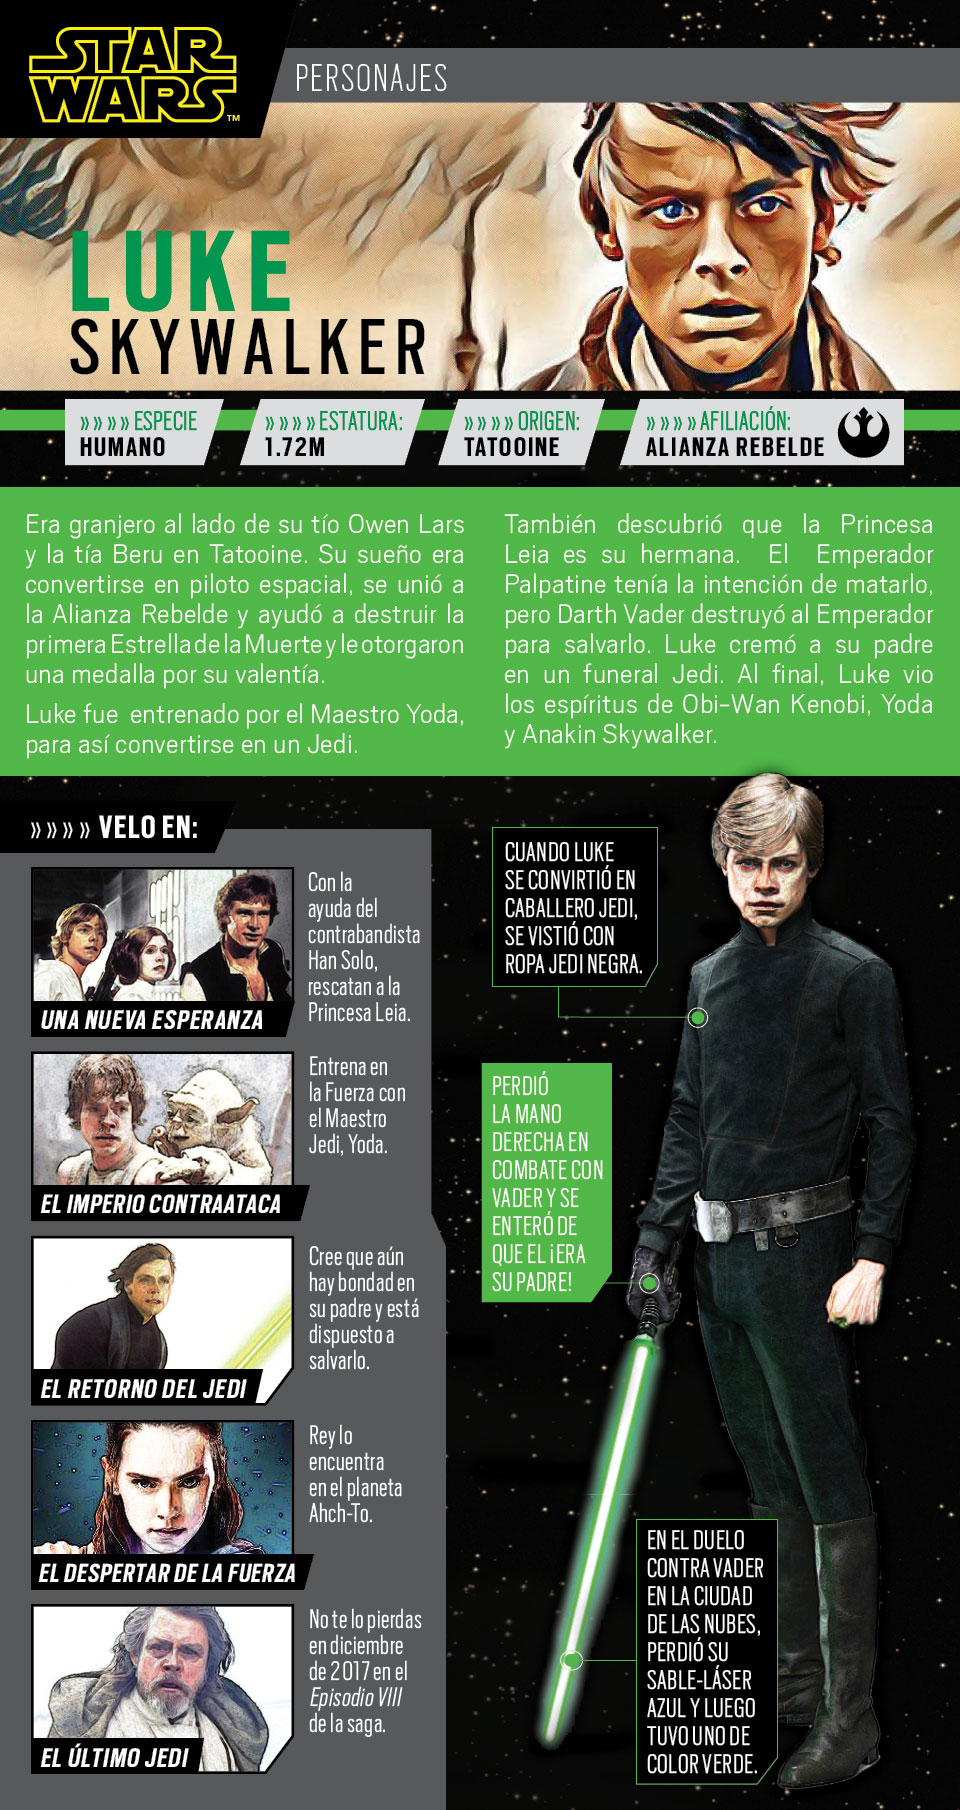 STAR
WARS™
PERSONAJES
LUKE
SKYWALKER
»»»» ESPECIE
HUMANO
»»»» ESTATURA:
1.72M
»»»» ORIGEN:
TATOOINE
»»»» AFILIACIÓN:
ALIANZA REBELDE
Era granjero al lado de su tío Owen Lars
y la tía Beru en Tatooine. Su sueño era
convertirse en piloto espacial, se unió a
la Alianza Rebelde y ayudó a destruir la
primera Estrella de la Muerte y le otorgaron
una medalla por su valentía.
Luke fue entrenado por el Maestro Yoda,
para así convertirse en un Jedi.
También descubrió que la Princesa
Leia es su hermana. El Emperador
Palpatine tenía la intención de matarlo,
pero Darth Vader destruyó al Emperador
para salvarlo. Luke cremó a su padre
en un funeral Jedi. Al final, Luke vio
los espíritus de Obi-Wan Kenobi, Yoda
y Anakin Skywalker.
»»»» VELO EN:
Con la
ayuda del
contrabandista
Han Solo,
rescatan a la
Princesa Leia.
UNA NUEVA ESPERANZA
Entrena en
la Fuerza con
el Maestro
Jedi, Yoda.
EL IMPERIO CONTRAATACA
Cree que aún
hay bondad en
su padre y está
dispuesto a
salvarlo.
EL RETORNO DEL JEDI
Rey lo
encuentra
en el planeta
Ahch-To.
EL DESPERTAR DE LA FUERZA
No te lo pierdas
en diciembre
de 2017 en el
Episodio VIII
de la saga.
EL ÚLTIMO JEDI
CUANDO LUKE
SE CONVIRTIÓ EN
CABALLERO JEDI,
SE VISTIÓ CON
ROPA JEDI NEGRA.
PERDIÓ
LA MANO
DERECHA EN
COMBATE CON
VADER Y SE
ENTERÓ DE
QUE EL ¡ERA
SU PADRE!
EN EL DUELO
CONTRA VADER
EN LA CIUDAD
DE LAS NUBES,
PERDIÓ SU
SABLE-LÁSER
AZUL Y LUEGO
TUVO UNO DE
COLOR VERDE.